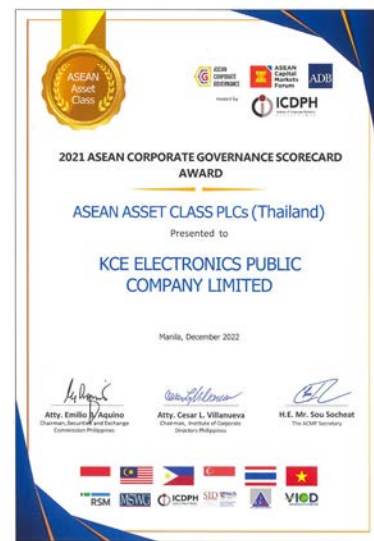 ASEAN
Asset
Class
ASEAN
CORPORATE
GOVERNANCE
ASEAN
Capital
Markets
Forum
ADB
Hosted by
ICDPH
2021 ASEAN CORPORATE GOVERNANCE SCORECARD
AWARD
ASEAN ASSET CLASS PLCs (Thailand)
Presented to
KCE ELECTRONICS PUBLIC
COMPANY LIMITED
Manila, December 2022
Atty. Emilio B. Aquino
Chairman, Securities and Exchange
Commission Philippines
Atty. Cesar L. Villanueva
Chairman, Institute of Corporate
Directors Philippines
H.E. Mr. Sou Socheat
The ACMF Secretary
RSM
MSWG
ICDPH
SID
VIOD